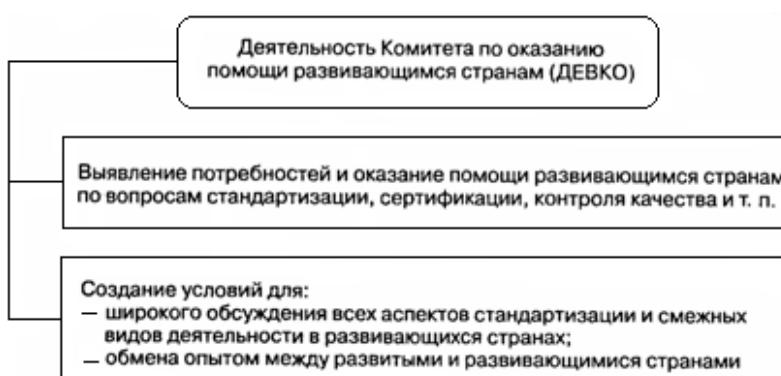 Деятельность Комитета по оказанию
помощи развивающимся странам (ДЕВКО)
Выявление потребностей и оказание помощи развивающимся странам
по вопросам стандартизации, сертификации, контроля качества и т. п.
Создание условий для:
— широкого обсуждения всех аспектов стандартизации и смежных
видов деятельности в развивающихся странах;
— обмена опытом между развитыми и развивающимися странами